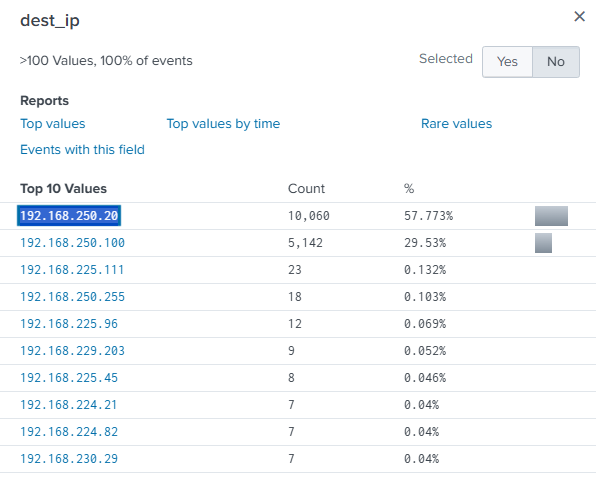 dest_ip
>100 Values, 100% of events Selected Yes No
Reports
Top values Top values by time Rare values
Events with this field
Top 10 Values Count %
192.168.250.20 10,060 57.773%
192.168.250.100 5,142 29.53%
192.168.225.111 23 0.132%
192.168.250.255 18 0.103%
192.168.225.96 12 0.069%
192.168.229.203 9 0.052%
192.168.225.45 8 0.046%
192.168.224.21 7 0.04%
192.168.224.82 7 0.04%
192.168.230.29 7 0.04%